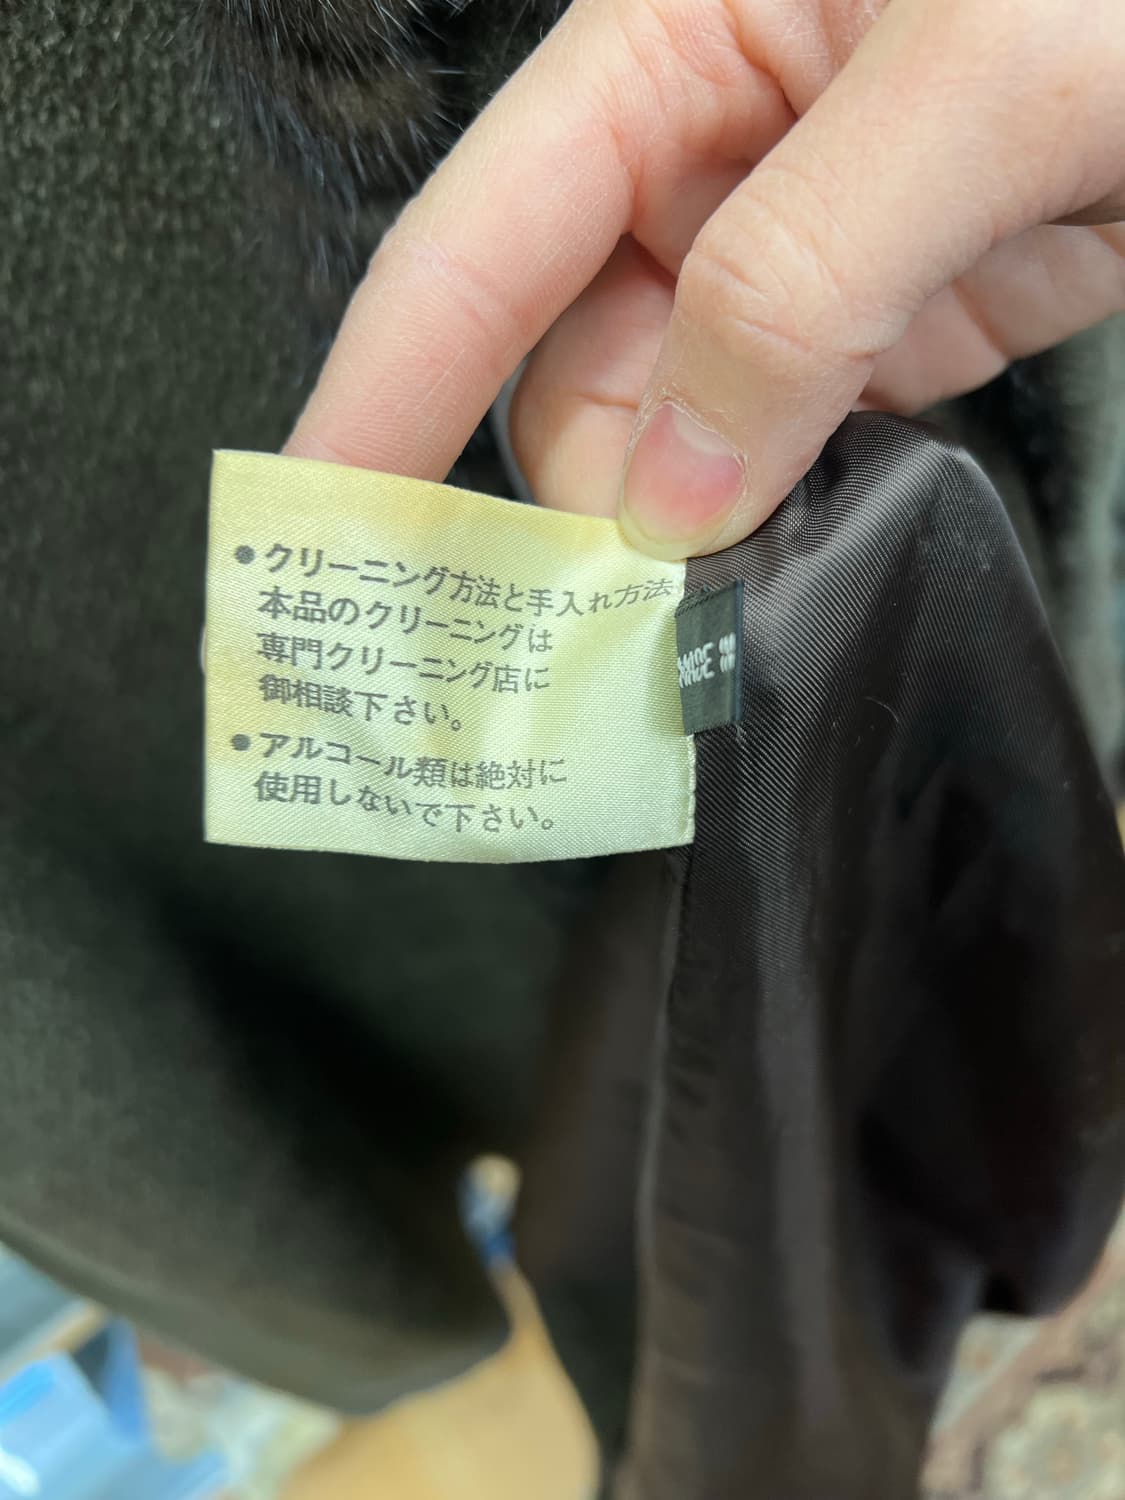 ●クリーニング方法と手入れ方法
本品のクリーニングは
専門クリーニング店に
御相談下さい。
●アルコール類は絶対に
使用しないで下さい。
MADE IN